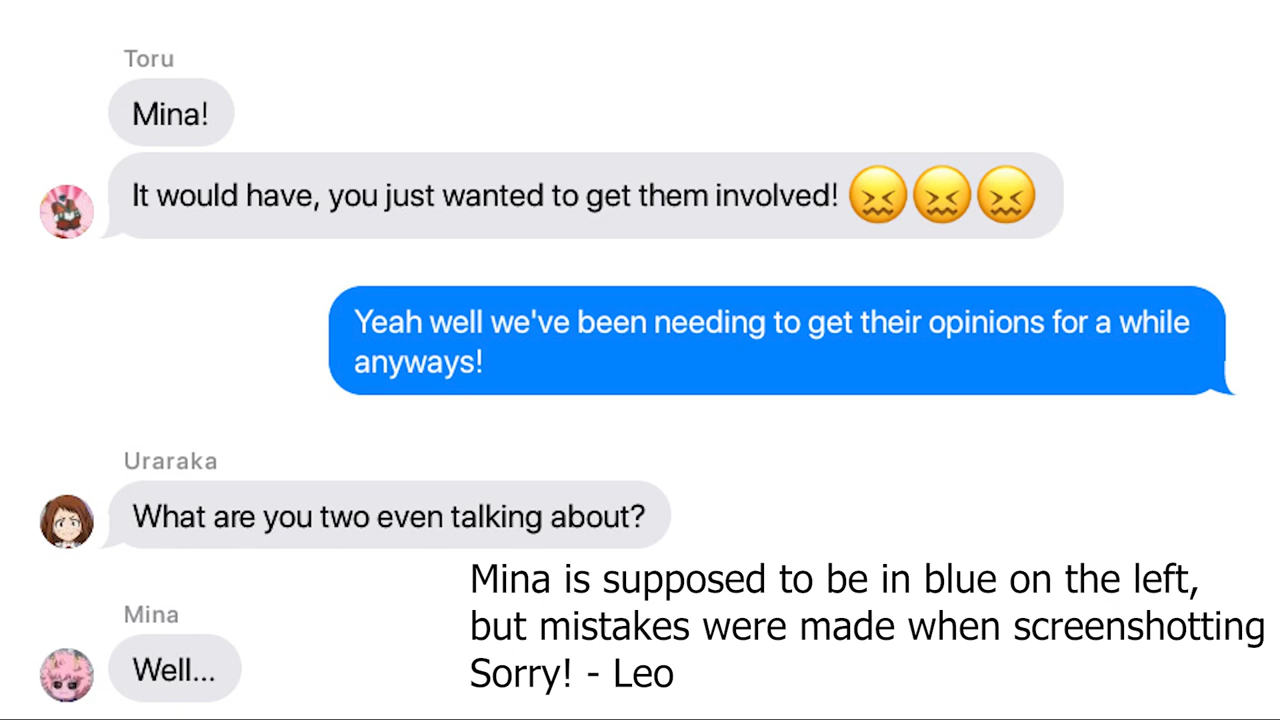 Toru
Mina!
It would have, you just wanted to get them involved! 😖😖😖
Yeah well we've been needing to get their opinions for a while
anyways!
Uraraka
What are you two even talking about?
Mina is supposed to be in blue on the left,
but mistakes were made when screenshotting
Sorry! - Leo
Mina
Well...